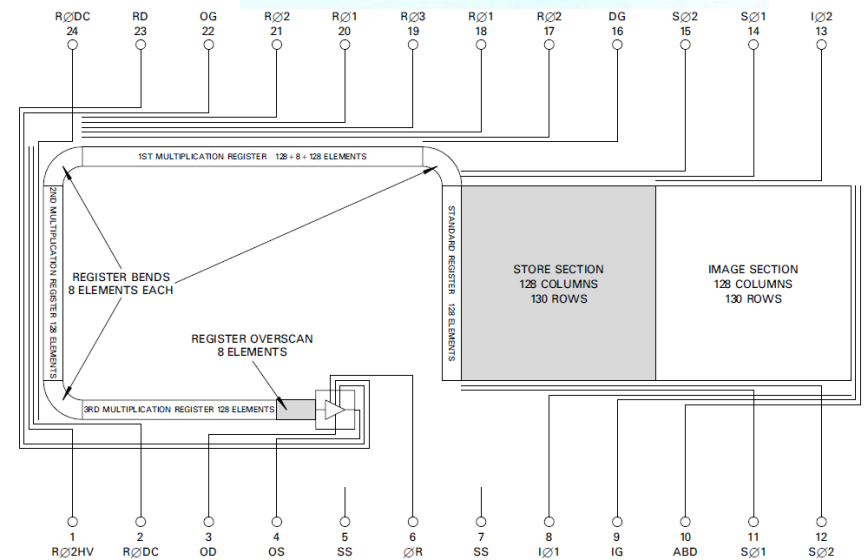 RØDC RD OG RØ2 RØ1 RØ3 RØ1 RØ2 DG SØ2 SØ1 IØ2
24 23 22 21 20 19 18 17 16 15 14 13
1ST MULTIPLICATION REGISTER 128+8+128 ELEMENTS
2ND MULTIPLICATION REGISTER 128 ELEMENTS
STANDARD REGISTER 128 ELEMENTS
STORE SECTION
128 COLUMNS
130 ROWS
IMAGE SECTION
128 COLUMNS
130 ROWS
REGISTER BENDS
8 ELEMENTS EACH
REGISTER OVERSCAN
8 ELEMENTS
3RD MULTIPLICATION REGISTER 128 ELEMENTS
1 2 3 4 5 6 7 8 9 10 11 12
RØ2HV RØDC OD OS SS ØR SS IØ1 IG ABD SØ1 SØ2